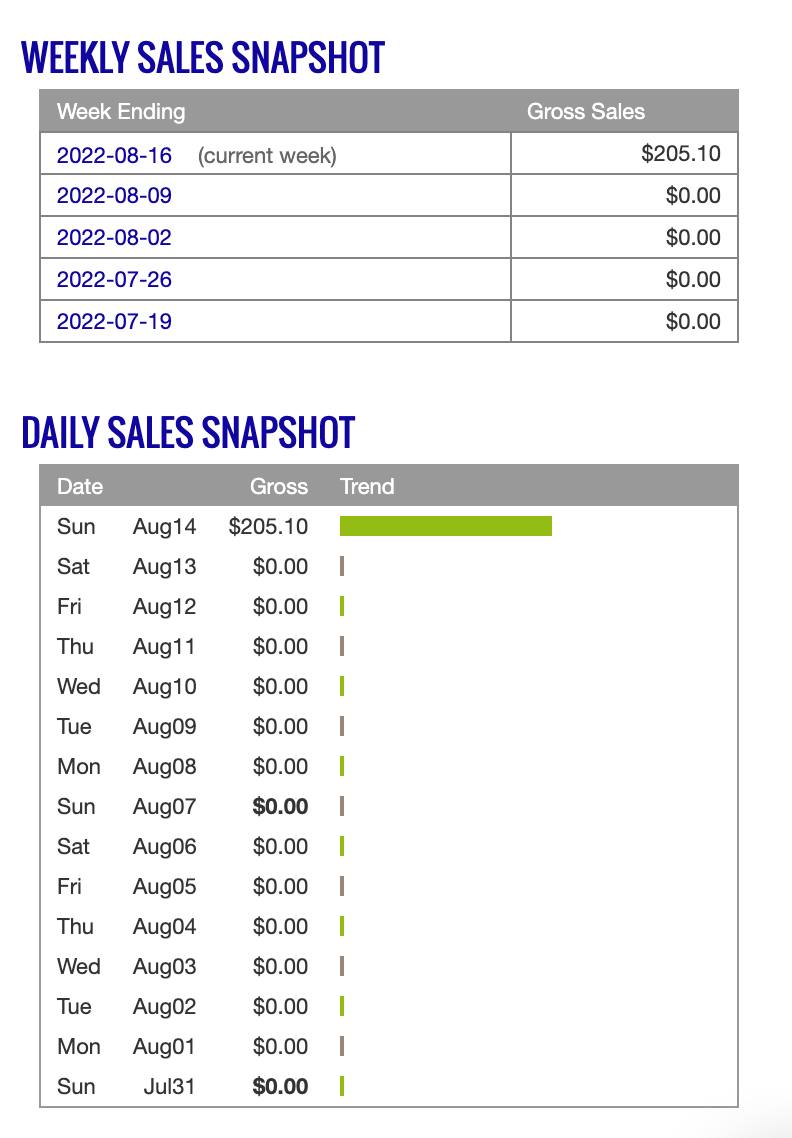 WEEKLY SALES SNAPSHOT
Week Ending Gross Sales
2022-08-16 (current week) $205.10
2022-08-09 $0.00
2022-08-02 $0.00
2022-07-26 $0.00
2022-07-19 $0.00
DAILY SALES SNAPSHOT
Date Gross Trend
Sun Aug14 $205.10
Sat Aug13 $0.00
Fri Aug12 $0.00
Thu Aug11 $0.00
Wed Aug10 $0.00
Tue Aug09 $0.00
Mon Aug08 $0.00
Sun Aug07 $0.00
Sat Aug06 $0.00
Fri Aug05 $0.00
Thu Aug04 $0.00
Wed Aug03 $0.00
Tue Aug02 $0.00
Mon Aug01 $0.00
Sun Jul31 $0.00